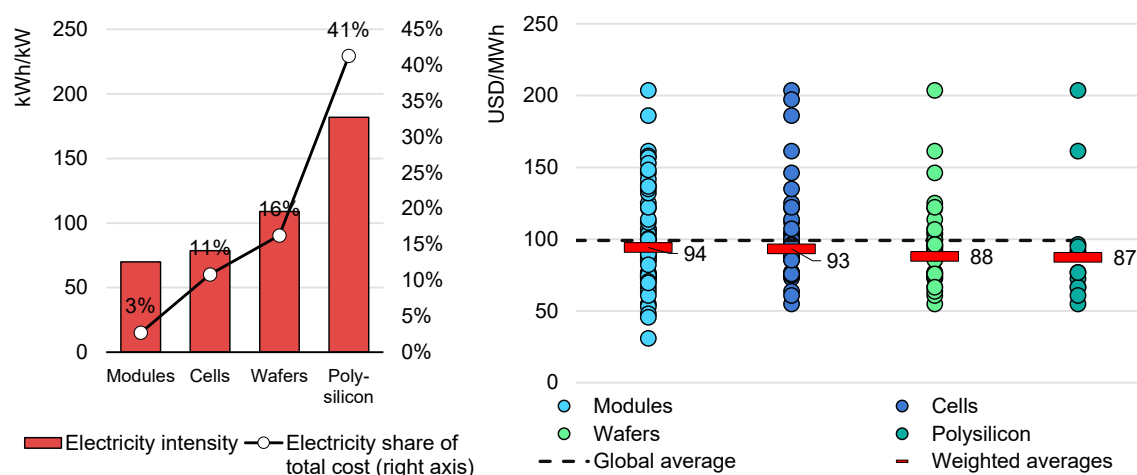 kWh/kW
250
200
150
100
50
0
45%
40%
35%
30%
25%
20%
15%
10%
5%
0%
3%
11%
16%
41%
Modules
Cells
Wafers
Poly-
silicon
Electricity intensity
Electricity share of
total cost (right axis)
USD/MWh
250
200
150
100
50
0
94
93
88
87
Modules
Cells
Wafers
Polysilicon
Global average
Weighted averages